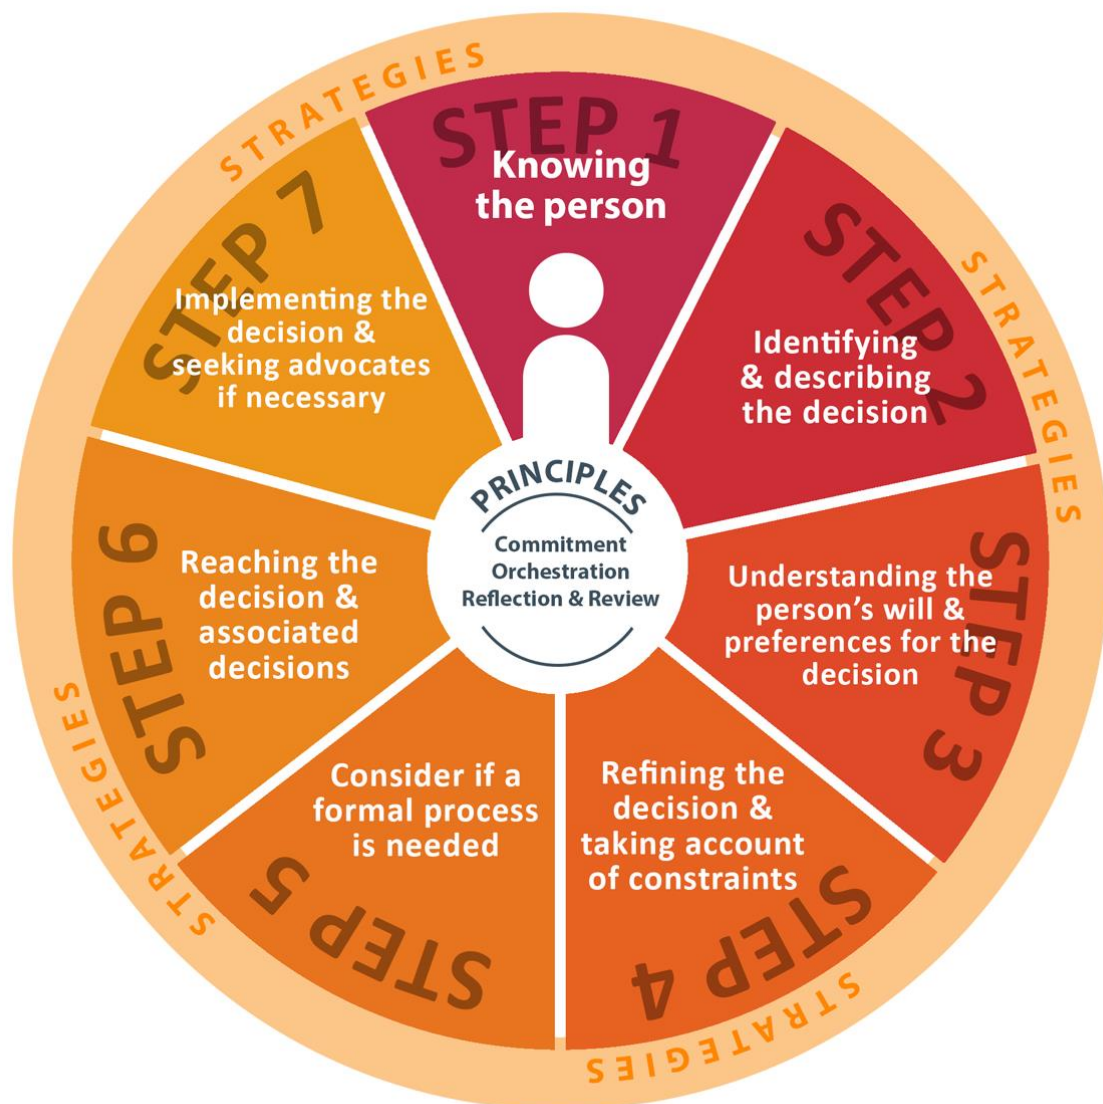 STRATEGIES
STEP 1
Knowing
the person
STRATEGIES
STEP 2
Identifying
& describing
the decision
STEP 3
Understanding the
person’s will &
preferences for the
decision
STEP 4
Refining the
decision &
taking account
of constraints
STRATEGIES
STEP 5
Consider if a
formal process
is needed
STRATEGIES
STEP 6
Reaching the
decision &
associated
decisions
STEP 7
Implementing the
decision &
seeking advocates
if necessary
PRINCIPLES
Commitment
Orchestration
Reflection & Review